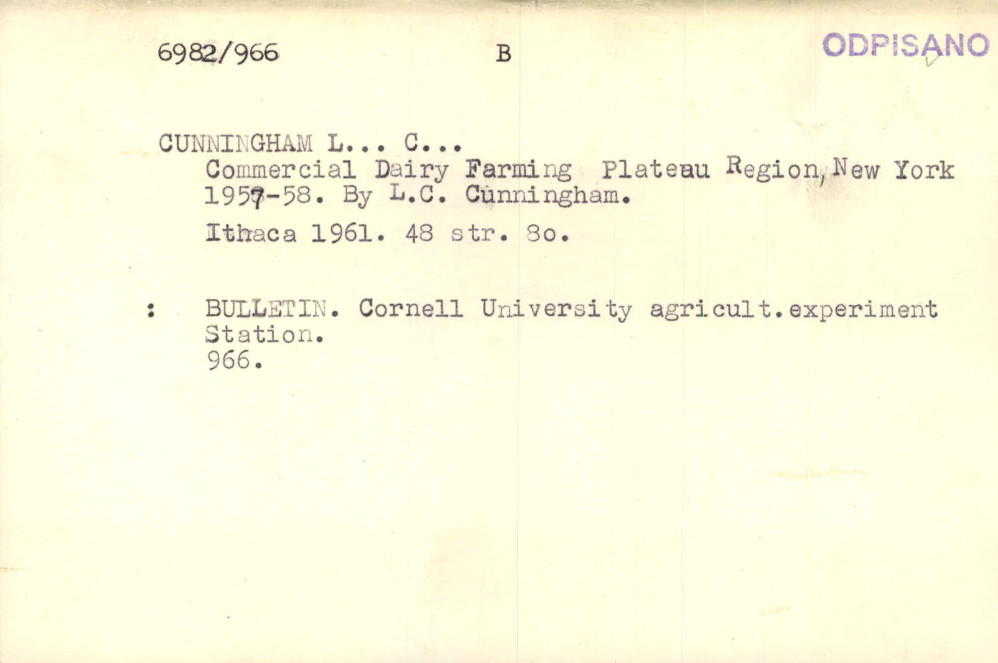 6982/966 B ODPISANO
CUNNINGHAM L... C...
Commercial Dairy Farming Plateau Region, New York
1957-58. By L.C. Cunningham.
Ithaca 1961. 48 str. 8o.
: BULLETIN. Cornell University agricult.experiment
Station.
966.